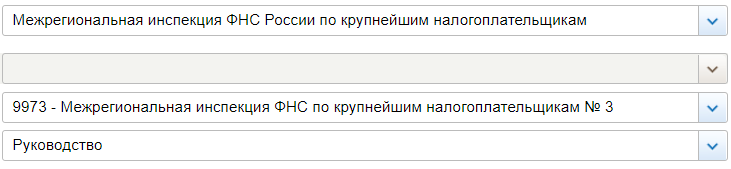 Межрегиональная инспекция ФНС России по крупнейшим налогоплательщикам
9973 - Межрегиональная инспекция ФНС по крупнейшим налогоплательщикам № 3
Руководство